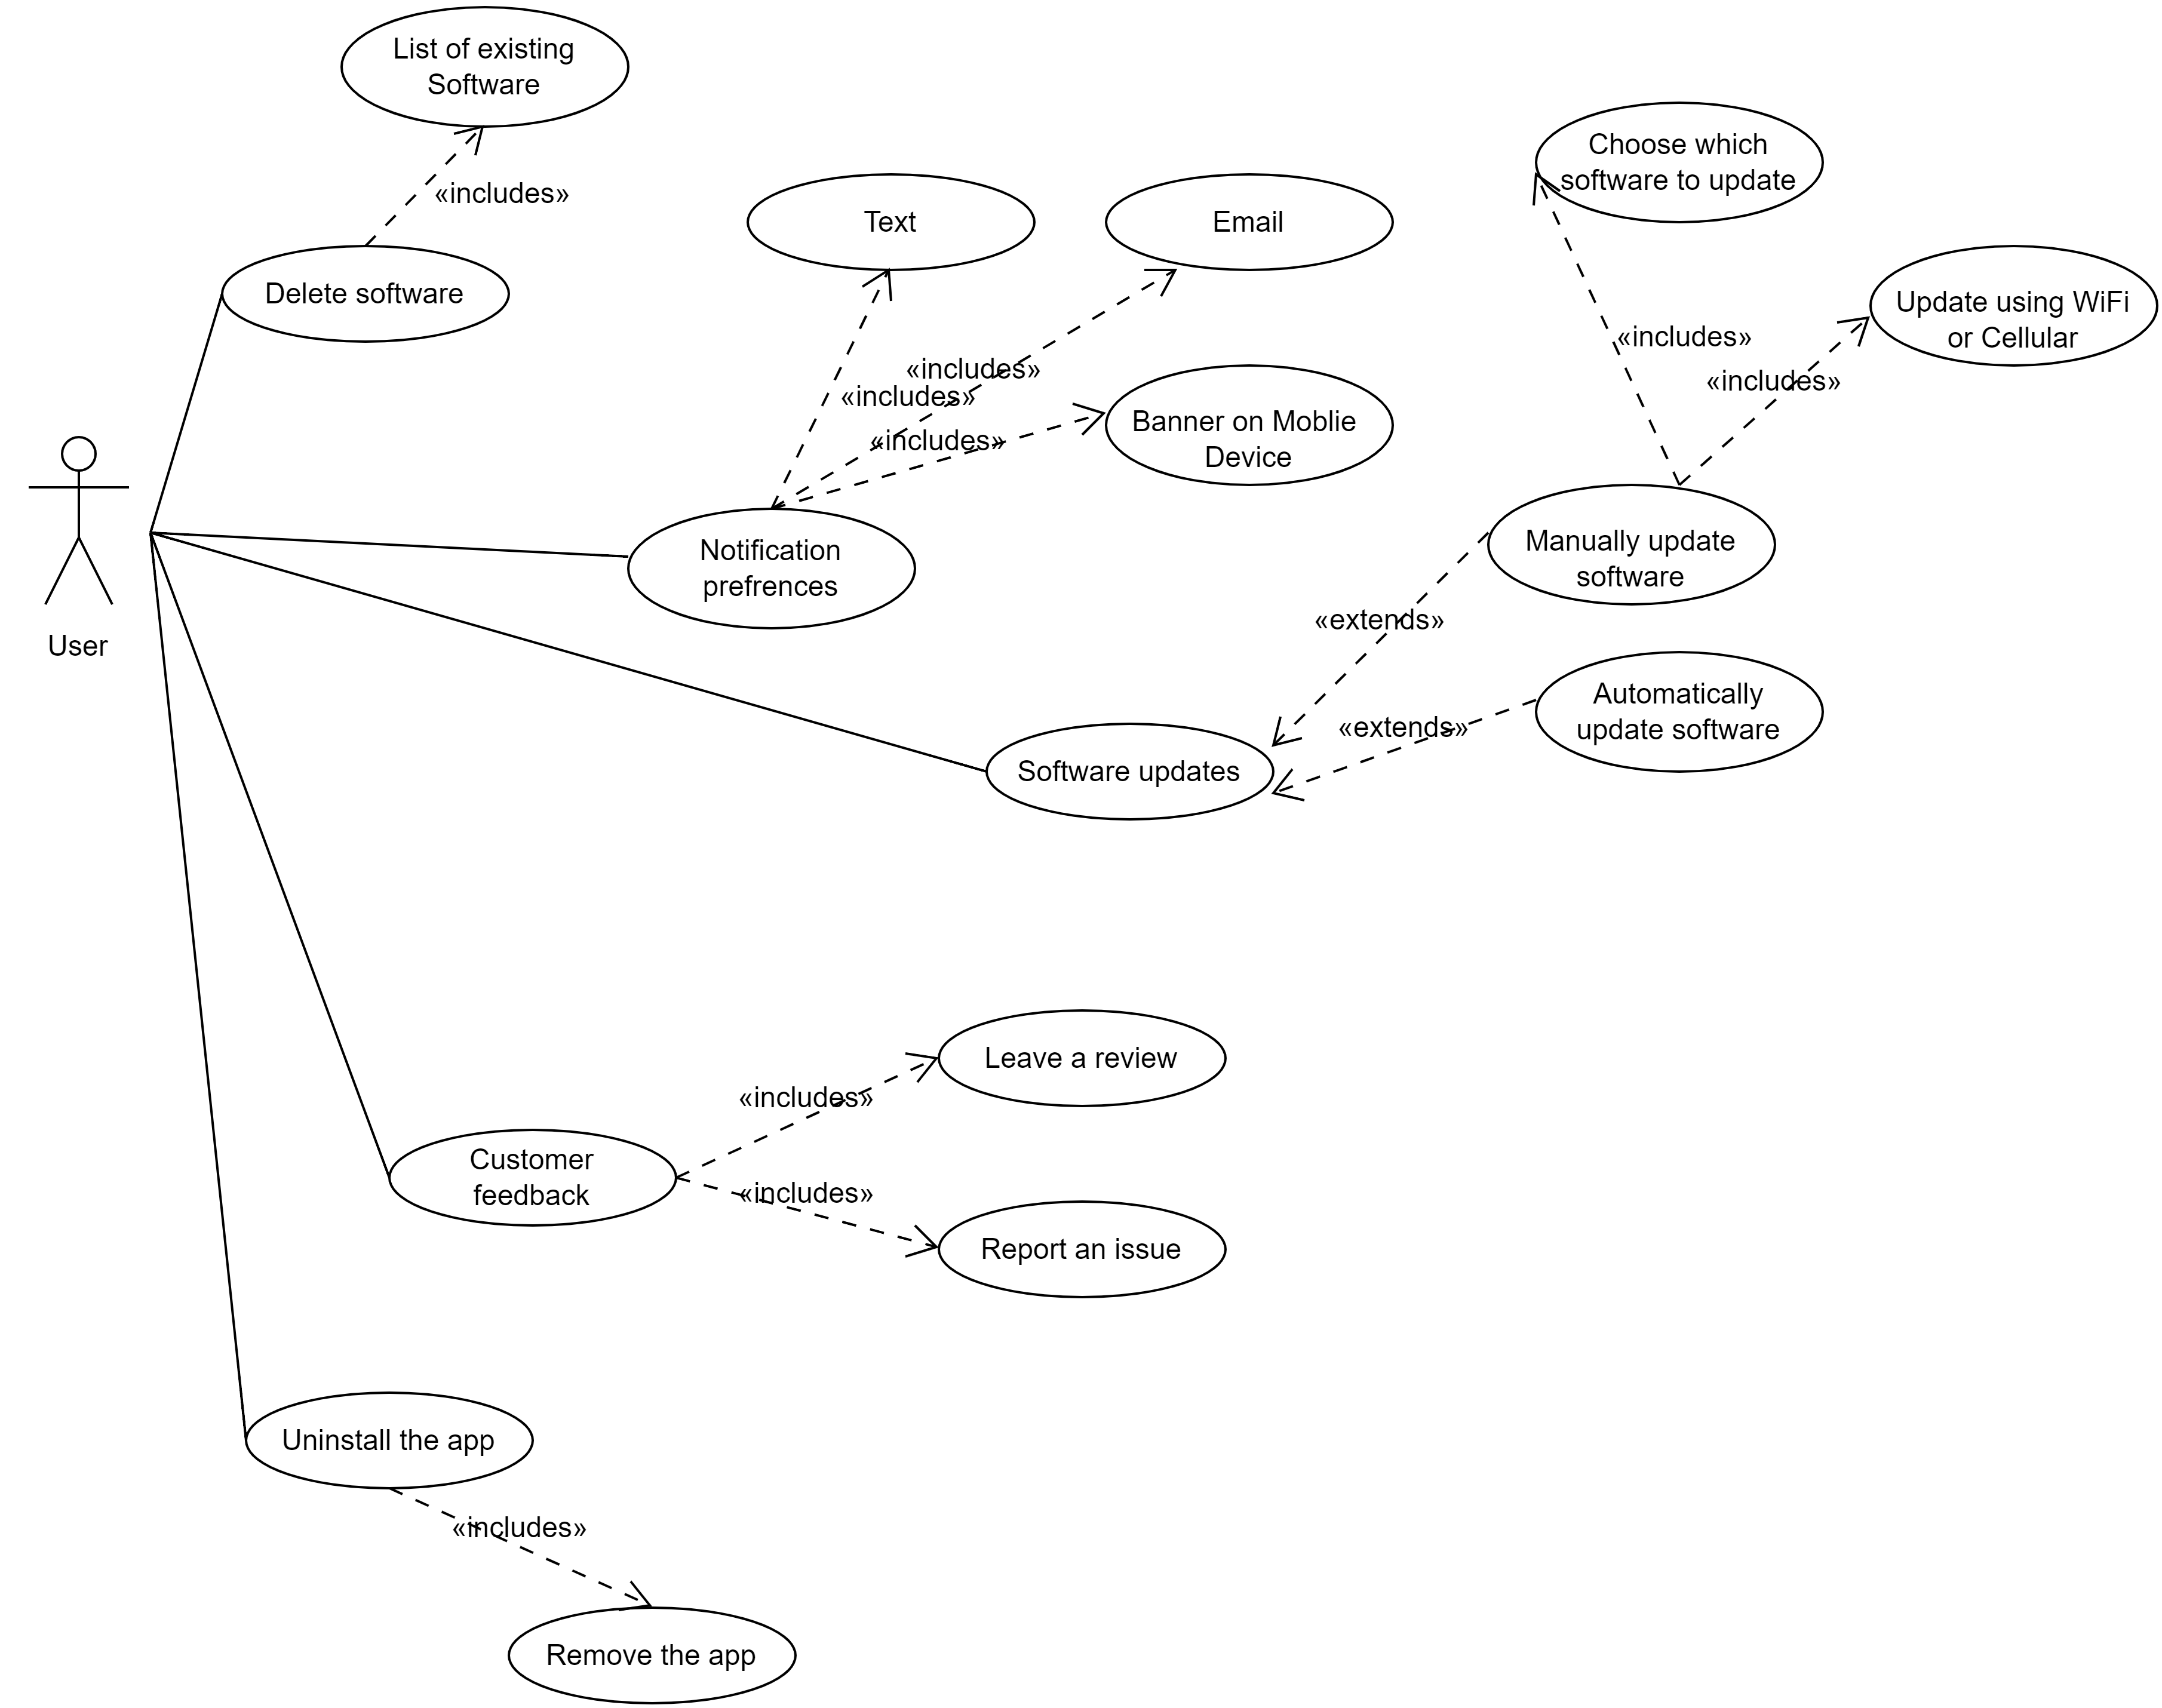 List of existing
Software
«includes»
Delete software
Text
Email
Choose which
software to update
Update using WiFi
or Cellular
«includes»
«includes»
«includes»
«includes»
«includes»
Banner on Moblie
Device
Notification
prefrences
Manually update
software
User
«extends»
«extends»
Automatically
update software
Software updates
Leave a review
«includes»
Customer
feedback
«includes»
Report an issue
Uninstall the app
«includes»
Remove the app